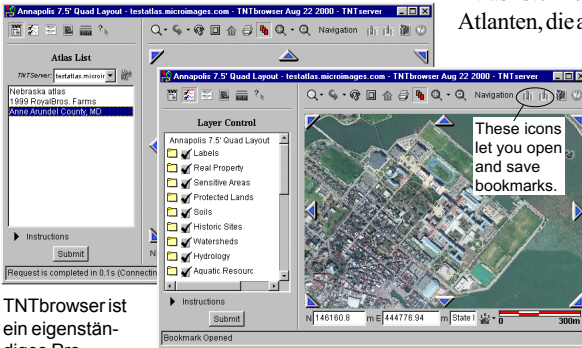 Annapolis 7.5' Quad Layout - testatlas.microimages.com - TNTbrowser Aug 22 2000 - TNTserver
Atlanten, die a
Navigation
Atlas List
TNTServer: testatlas.microir
Nebraska atlas
1999 RoyalBros. Farms
Anne Arundel County, MD
Instructions
Submit
Request is completed in 0.1s (Connectin
Annapolis 7.5' Quad Layout - testatlas.microimages.com - TNTbrowser Aug 22 2000 - TNTserver
Navigation
Layer Control
Annapolis 7.5' Quad Layout
Labels
Real Property
Sensitive Areas
Protected Lands
Soils
Historic Sites
Watersheds
Hydrology
Aquatic Resourc
Instructions
Submit
These icons
let you open
and save
bookmarks.
N 146160.8 m E 444776.94 m State I 0 300m
Bookmark Opened
TNTbrowser ist
ein eigenstän-